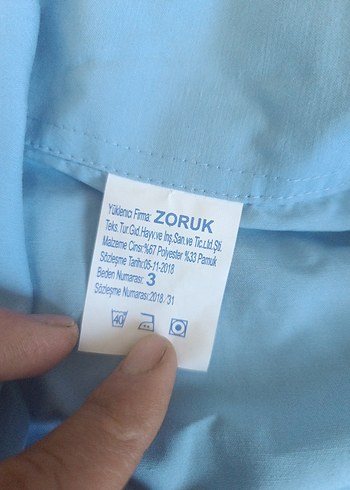 Yüklenici Firma: ZORUK
Teks.Tur.Gıd.Hayv.ve İnş.San.ve Tic.Ltd.Şti.
Malzeme Cinsi:%67 Polyester %33 Pamuk
Sözleşme Tarihi:05-11-2018
Beden Numarası: 3
Sözleşme Numarası:2018 / 31
40